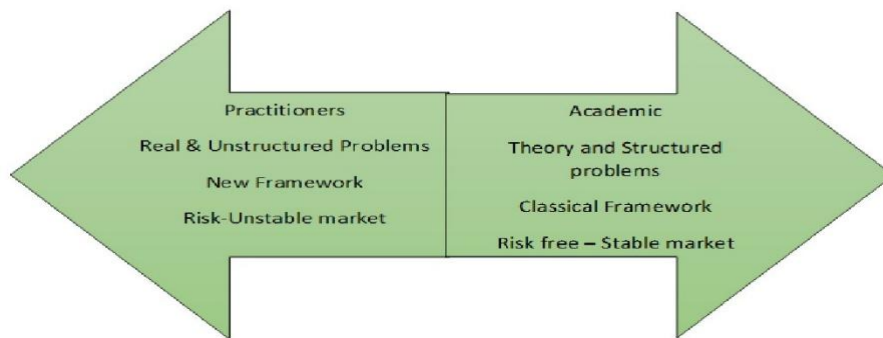 Practitioners
Real & Unstructured Problems
New Framework
Risk-Unstable market
Academic
Theory and Structured
problems
Classical Framework
Risk free – Stable market